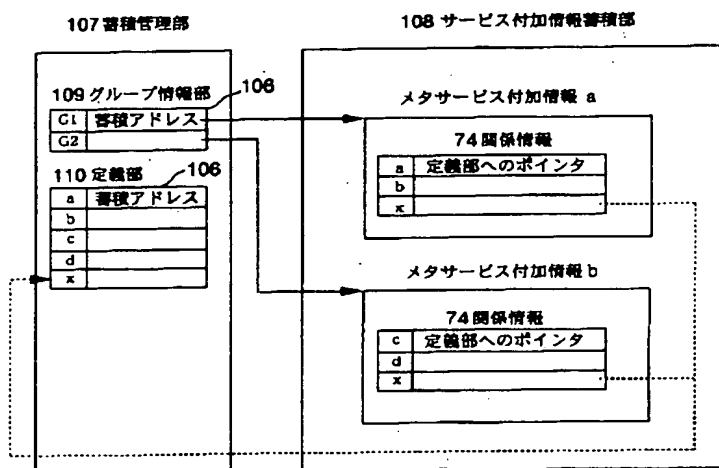 107 蓄積管理部
108 サービス付加情報蓄積部
106
109 グループ情報部
G1 蓄積アドレス
G2
110 定義部
106
a 蓄積アドレス
b
c
d
x
メタサービス付加情報 a
74 関係情報
a 定義部へのポインタ
b
x
メタサービス付加情報 b
74 関係情報
c 定義部へのポインタ
d
x